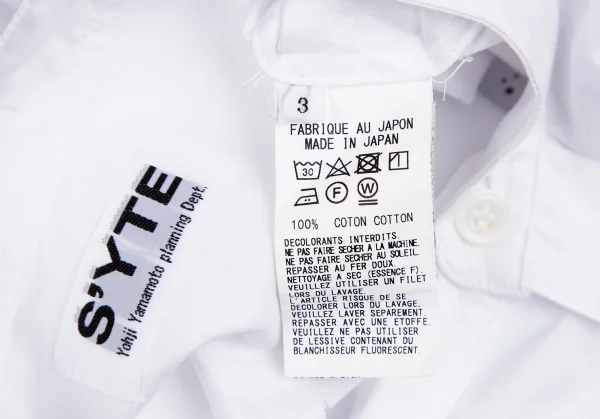 S'YTE
Yohji Yamamoto planning Dept.
3
FABRIQUE AU JAPON
MADE IN JAPAN
30
F
W
100% COTON COTTON
DECOLORANTS INTERDITS.
NE PAS FAIRE SECHER A LA MACHINE.
NE PAS FAIRE SECHER AU SOLEIL.
REPASSER AU FER DOUX.
NETTOYAGE A SEC (ESSENCE F).
VEUILLEZ UTILISER UN FILET
LORS DU LAVAGE.
L'ARTICLE RISQUE DE SE
DECOLORER LORS DU LAVAGE.
VEUILLEZ LAVER SEPAREMENT.
REPASSER AVEC UNE ETOFFE.
VEUILLEZ NE PAS UTILISER
DE LESSIVE CONTENANT DU
BLANCHISSEUR FLUORESCENT.